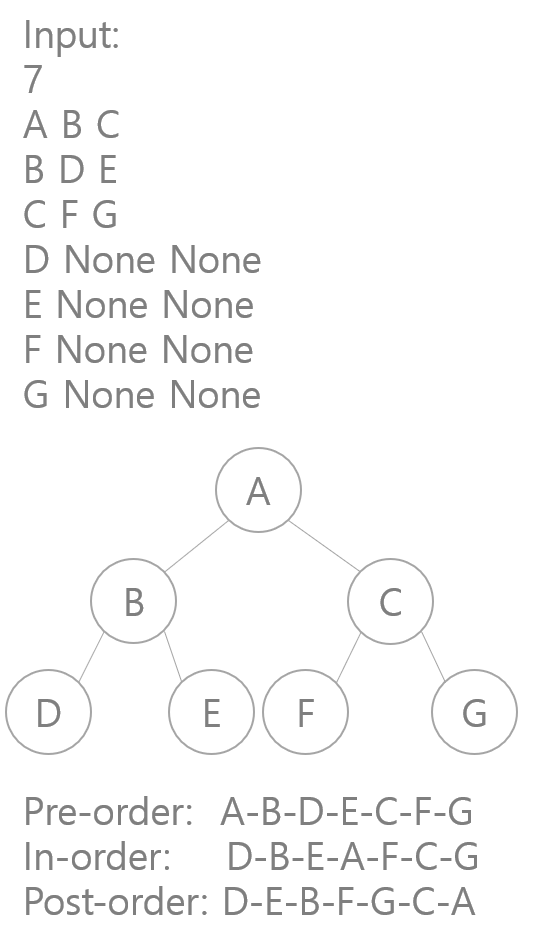 Input:
7
A B C
B D E
C F G
D None None
E None None
F None None
G None None
A
B
C
D
E
F
G
Pre-order: A-B-D-E-C-F-G
In-order: D-B-E-A-F-C-G
Post-order: D-E-B-F-G-C-A